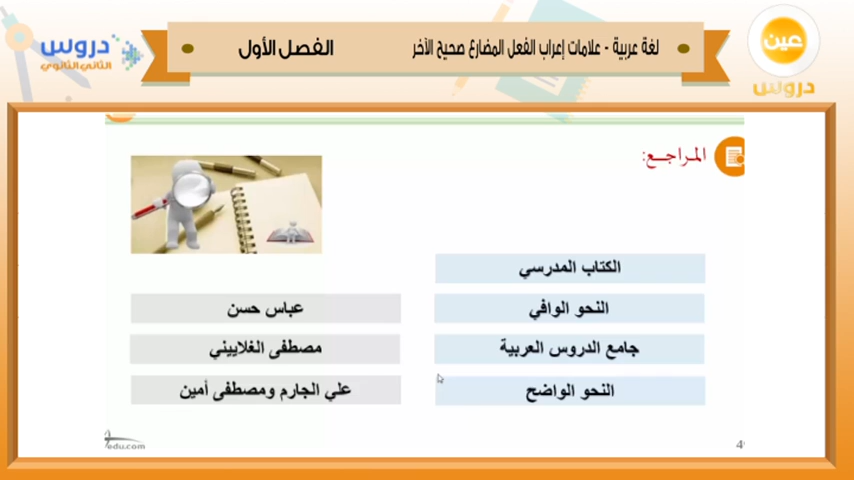 دروس
الثاني الثانوي
لغة عربية - علامات إعراب الفعل المضارع صحيح الآخر
الفصل الأول
عين
دروس
المراجع:
الكتاب المدرسي
النحو الوافي
عباس حسن
جامع الدروس العربية
مصطفى الغلاييني
النحو الواضح
علي الجارم ومصطفى أمين
edu.com